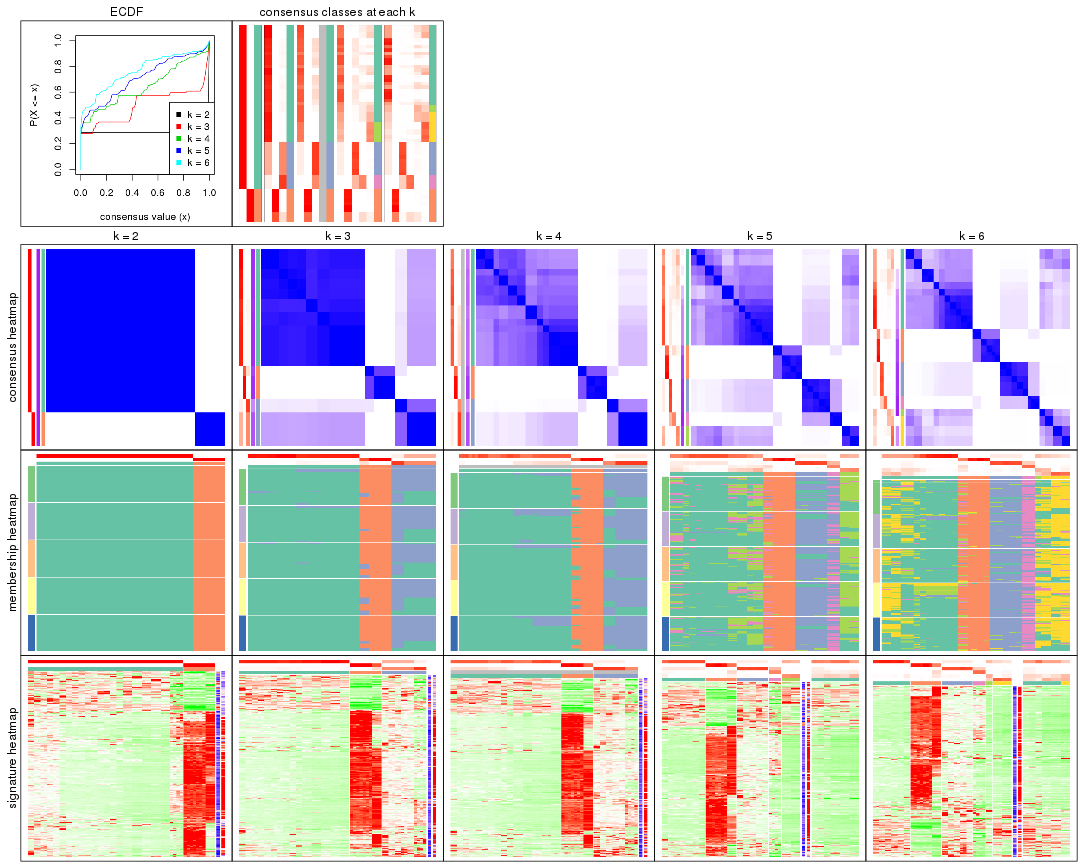 ECDF
consensus classes at each k
P(X <= x)
0.0 0.2 0.4 0.6 0.8 1.0
k = 2
k = 3
k = 4
k = 5
k = 6
0.0 0.2 0.4 0.6 0.8 1.0
consensus value (x)
k = 2
k = 3
k = 4
k = 5
k = 6
consensus heatmap
membership heatmap
signature heatmap